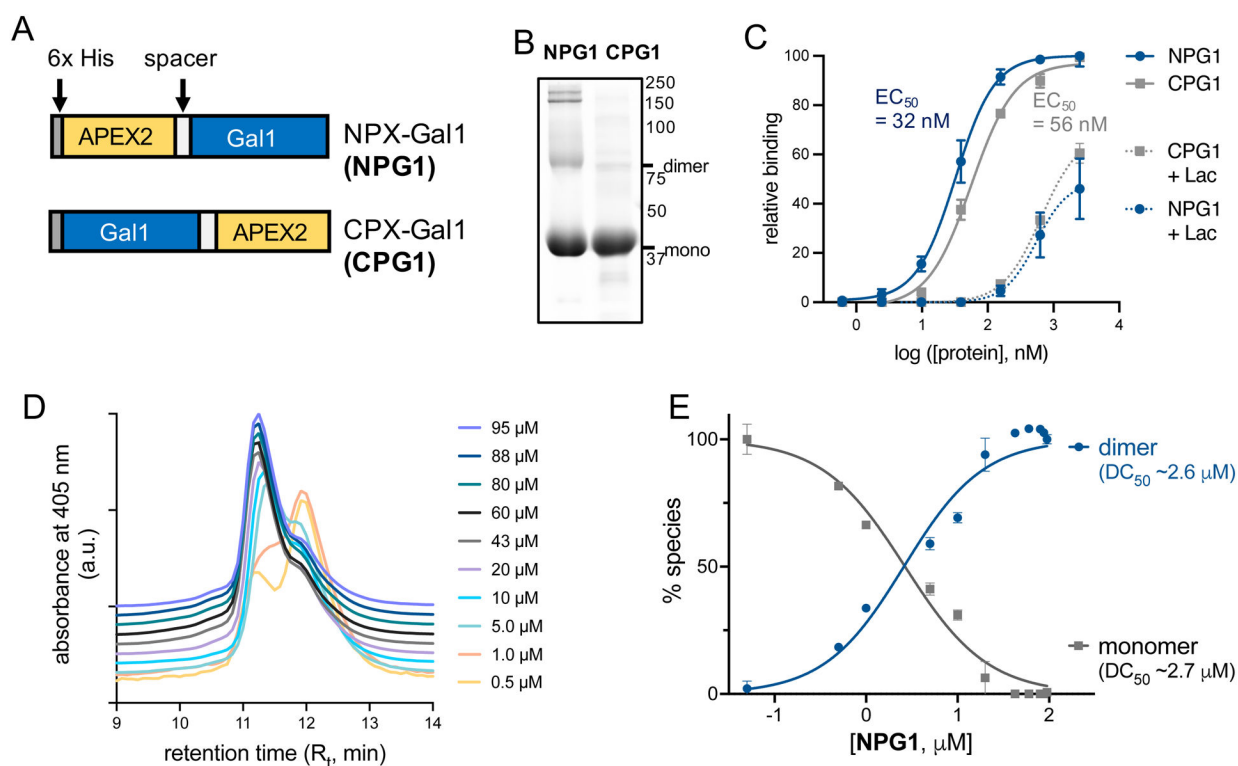 A
6x His
spacer
APEX2
Gal1
NPX-Gal1
(NPG1)
Gal1
APEX2
CPX-Gal1
(CPG1)
B
NPG1 CPG1
250
150
100
dimer
75
50
mono
37
C
100
80
60
40
20
0
relative binding
EC50
= 32 nM
EC50
= 56 nM
0
1
2
3
4
log ([protein], nM)
NPG1
CPG1
CPG1
+ Lac
NPG1
+ Lac
D
absorbance at 405 nm
(a.u.)
9
10
11
12
13
14
retention time (Rt, min)
95 µM
88 µM
80 µM
60 µM
43 µM
20 µM
10 µM
5.0 µM
1.0 µM
0.5 µM
E
100
50
0
% species
-1
0
1
2
[NPG1, µM]
dimer
(DC50 ~2.6 µM)
monomer
(DC50 ~2.7 µM)